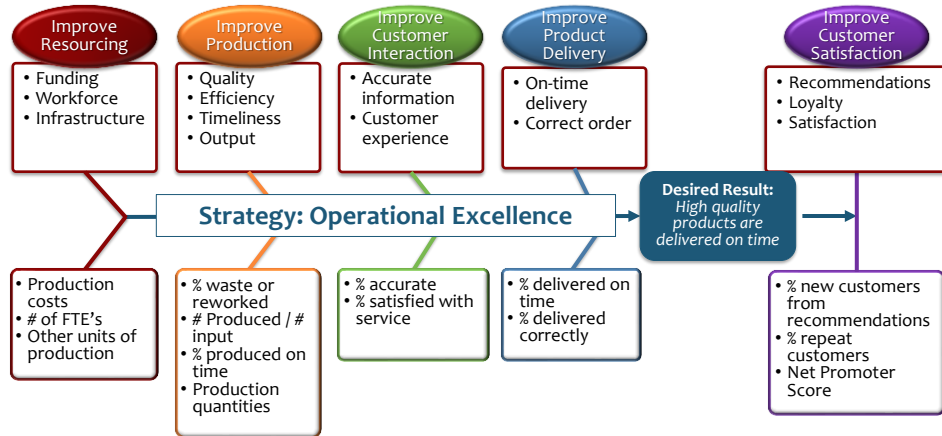 Improve
Resourcing
Improve
Production
Improve
Customer
Interaction
Improve
Product
Delivery
Improve
Customer
Satisfaction
• Funding
• Workforce
• Infrastructure
• Quality
• Efficiency
• Timeliness
• Output
• Accurate
information
• Customer
experience
• On-time
delivery
• Correct order
• Recommendations
• Loyalty
• Satisfaction
Strategy: Operational Excellence
Desired Result:
High quality
products are
delivered on time
• Production
costs
• # of FTE's
• Other units of
production
• % waste or
reworked
• # Produced / #
input
• % produced on
time
• Production
quantities
• % accurate
• % satisfied with
service
• % delivered on
time
• % delivered
correctly
• % new customers
from
recommendations
• % repeat
customers
• Net Promoter
Score